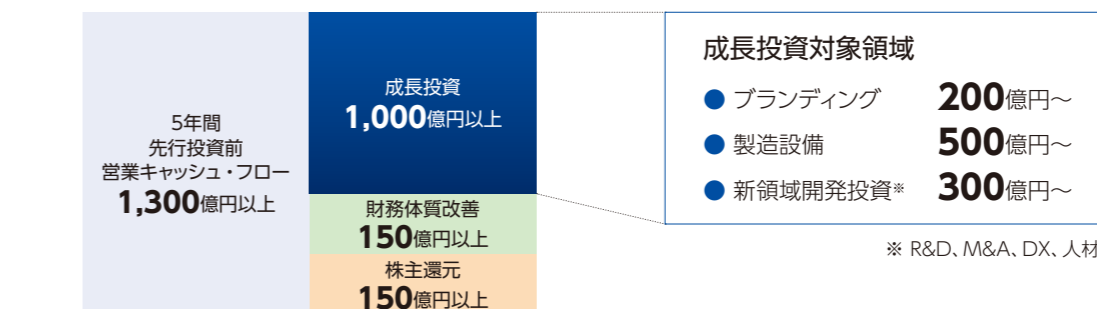 5年間
先行投資前
営業キャッシュ・フロー
1,300億円以上
成長投資
1,000億円以上
財務体質改善
150億円以上
株主還元
150億円以上
成長投資対象領域
● ブランディング 200億円～
● 製造設備 500億円～
● 新領域開発投資※ 300億円～
※ R&D、M&A、DX、人材